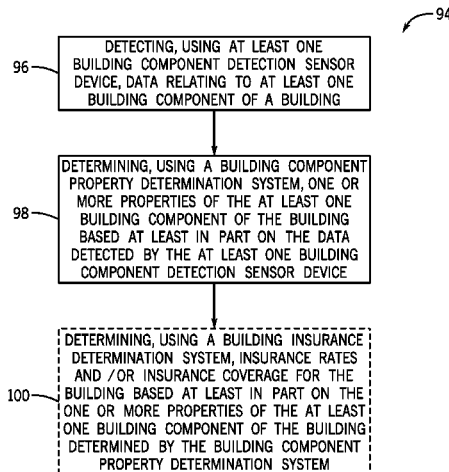 94
96
DETECTING, USING AT LEAST ONE
BUILDING COMPONENT DETECTION SENSOR
DEVICE, DATA RELATING TO AT LEAST ONE
BUILDING COMPONENT OF A BUILDING
98
DETERMINING, USING A BUILDING COMPONENT
PROPERTY DETERMINATION SYSTEM, ONE OR
MORE PROPERTIES OF THE AT LEAST ONE
BUILDING COMPONENT OF THE BUILDING
BASED AT LEAST IN PART ON THE DATA
DETECTED BY THE AT LEAST ONE BUILDING
COMPONENT DETECTION SENSOR DEVICE
100
DETERMINING, USING A BUILDING INSURANCE
DETERMINATION SYSTEM, INSURANCE RATES
AND /OR INSURANCE COVERAGE FOR THE
BUILDING BASED AT LEAST IN PART ON THE
ONE OR MORE PROPERTIES OF THE AT LEAST
ONE BUILDING COMPONENT OF THE BUILDING
DETERMINED BY THE BUILDING COMPONENT
PROPERTY DETERMINATION SYSTEM